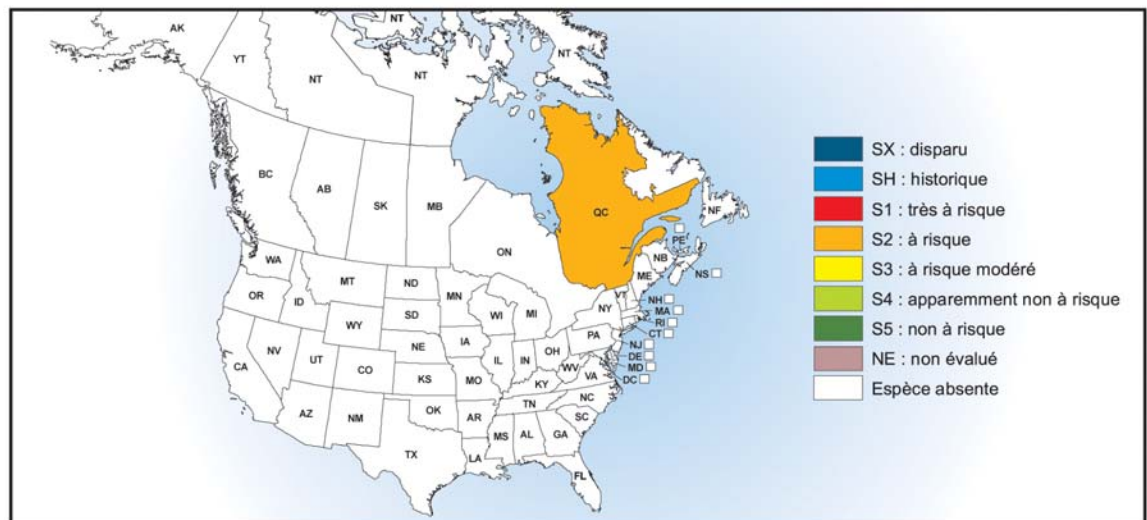 NT
AK
NT
YT
NT
NT
BC
AB
SK
MB
QC
NF
ON
PE
NB
NS
WA
MT
ND
MN
ME
VT
OR
ID
SD
WI
MI
NY
NH
MA
RI
CT
WY
NE
IA
PA
NJ
DE
MD
DC
NV
UT
CO
IL
IN
OH
WV
VA
CA
KS
MO
KY
NC
TN
AZ
NM
OK
AR
SC
MS
AL
GA
TX
LA
FL
SX : disparu
SH : historique
S1 : très à risque
S2 : à risque
S3 : à risque modéré
S4 : apparemment non à risque
S5 : non à risque
NE : non évalué
Espèce absente